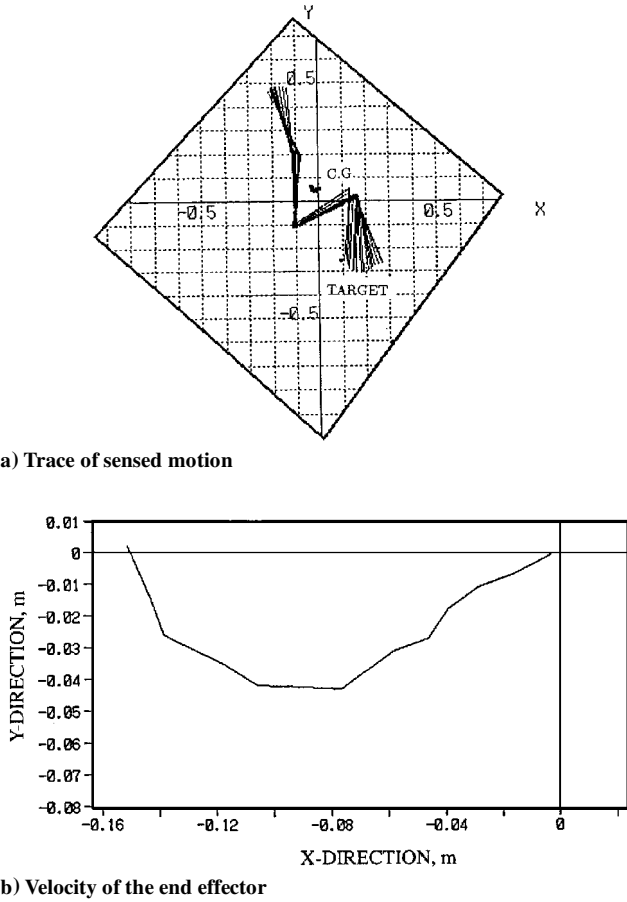 Y
0.5
C.G.
-0.5
0.5
X
TARGET
-0.5
a) Trace of sensed motion
0.01
0
-0.01
-0.02
-0.03
-0.04
-0.05
-0.06
-0.07
-0.08
Y-DIRECTION, m
-0.16
-0.12
-0.08
-0.04
0
X-DIRECTION, m
b) Velocity of the end effector